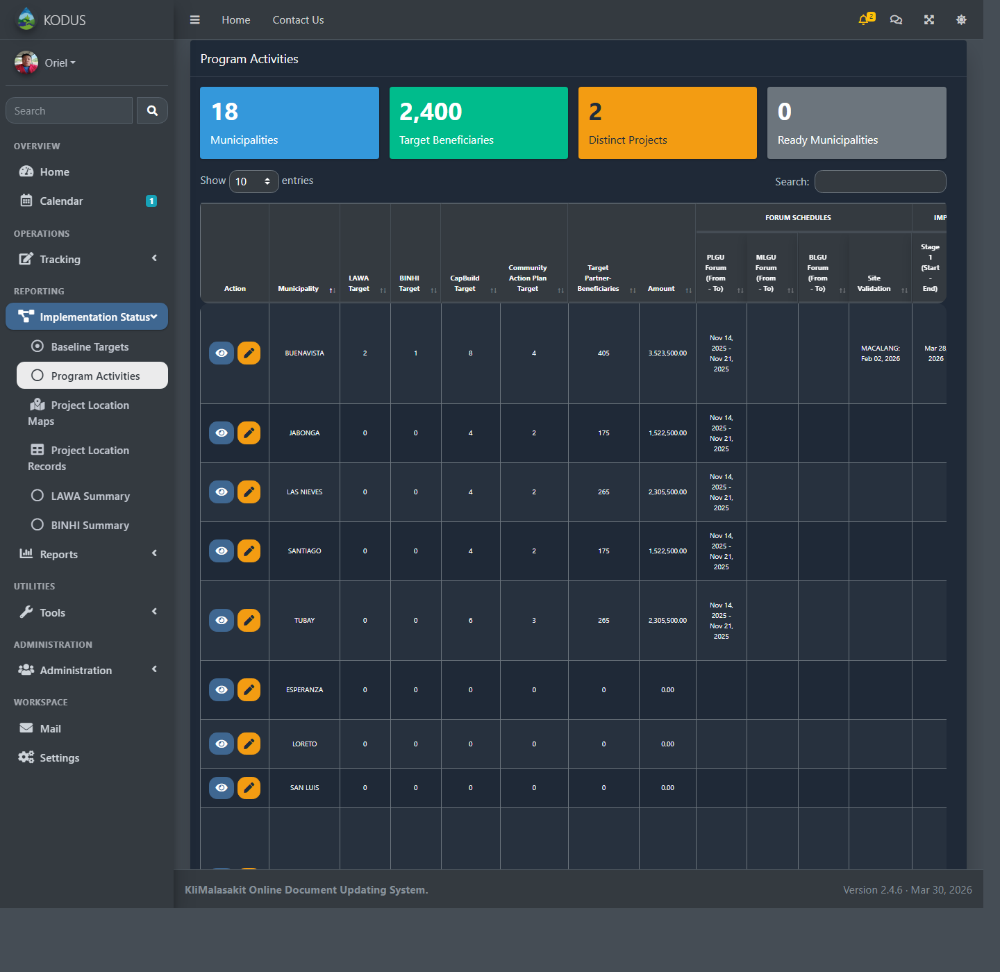 KODUS
Home
Contact Us
2
Oriel
Search
OVERVIEW
Home
Calendar
1
OPERATIONS
Tracking
REPORTING
Implementation Status
Baseline Targets
Program Activities
Project Location
Maps
Project Location
Records
LAWA Summary
BINHI Summary
Reports
UTILITIES
Tools
ADMINISTRATION
Administration
WORKSPACE
Mail
Settings
Program Activities
18
Municipalities
2,400
Target Beneficiaries
2
Distinct Projects
0
Ready Municipalities
Show 10 entries
Search:
FORUM SCHEDULES
IMP
Action
Municipality
LAWA
Target
BINHI
Target
CapBuild
Target
Community
Action Plan
Target
Target
Partner-
Beneficiaries
Amount
PLGU
Forum
(From
- To)
MLGU
Forum
(From
- To)
BLGU
Forum
(From
- To)
Site
Validation
Stage
1
(Start
-
End)
BUENAVISTA 2 1 8 4 405 3,523,500.00
Nov 14,
2025 -
Nov 21,
2025
MACALANG:
Feb 02, 2026
Mar 28,
2026
JABONGA 0 0 4 2 175 1,522,500.00
Nov 14,
2025 -
Nov 21,
2025
LAS NIEVES 0 0 4 2 265 2,305,500.00
Nov 14,
2025 -
Nov 21,
2025
SANTIAGO 0 0 4 2 175 1,522,500.00
Nov 14,
2025 -
Nov 21,
2025
TUBAY 0 0 6 3 265 2,305,500.00
Nov 14,
2025 -
Nov 21,
2025
ESPERANZA 0 0 0 0 0 0.00
LORETO 0 0 0 0 0 0.00
SAN LUIS 0 0 0 0 0 0.00
KliMalasakit Online Document Updating System.
Version 2.4.6 · Mar 30, 2026